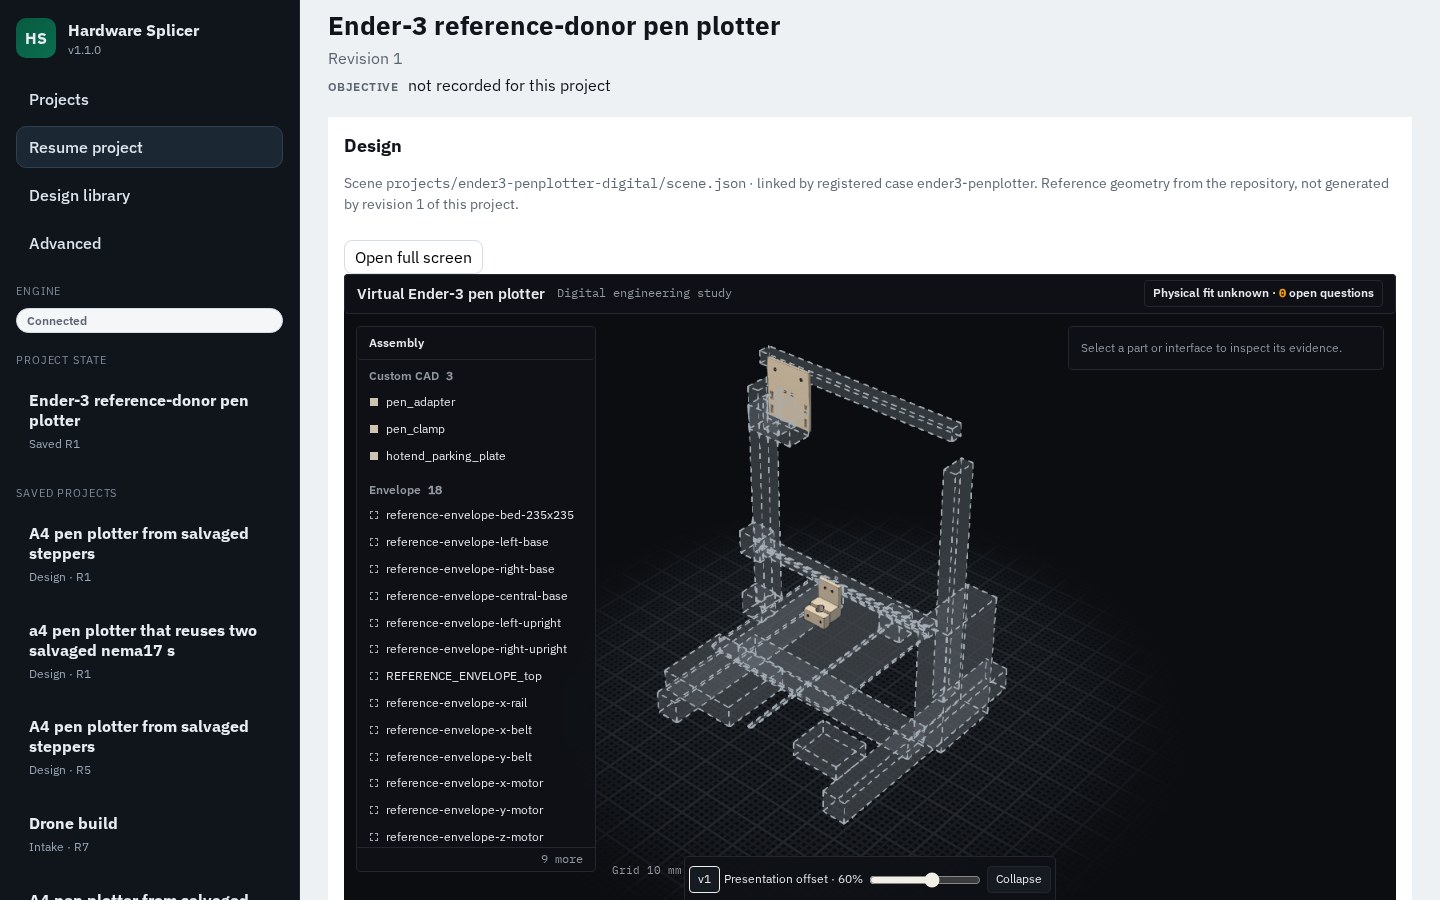 HS
Hardware Splicer
v1.1.0
Projects
Resume project
Design library
Advanced
ENGINE
Connected
PROJECT STATE
Ender-3 reference-donor pen
plotter
Saved R1
SAVED PROJECTS
A4 pen plotter from salvaged
steppers
Design · R1
a4 pen plotter that reuses two
salvaged nema17 s
Design · R1
A4 pen plotter from salvaged
steppers
Design · R5
Drone build
Intake · R7
A4 pen plotter from salvaged
Ender-3 reference-donor pen plotter
Revision 1
OBJECTIVE not recorded for this project
Design
Scene projects/ender3-penplotter-digital/scene.json · linked by registered case ender3-penplotter. Reference geometry from the repository, not generated
by revision 1 of this project.
Open full screen
Virtual Ender-3 pen plotter Digital engineering study
Physical fit unknown · 0 open questions
Assembly
Custom CAD 3
pen_adapter
pen_clamp
hotend_parking_plate
Envelope 18
reference-envelope-bed-235x235
reference-envelope-left-base
reference-envelope-right-base
reference-envelope-central-base
reference-envelope-left-upright
reference-envelope-right-upright
REFERENCE_ENVELOPE_top
reference-envelope-x-rail
reference-envelope-x-belt
reference-envelope-y-belt
reference-envelope-x-motor
reference-envelope-y-motor
reference-envelope-z-motor
9 more
Select a part or interface to inspect its evidence.
Grid 10 mm
v1 Presentation offset · 60% Collapse